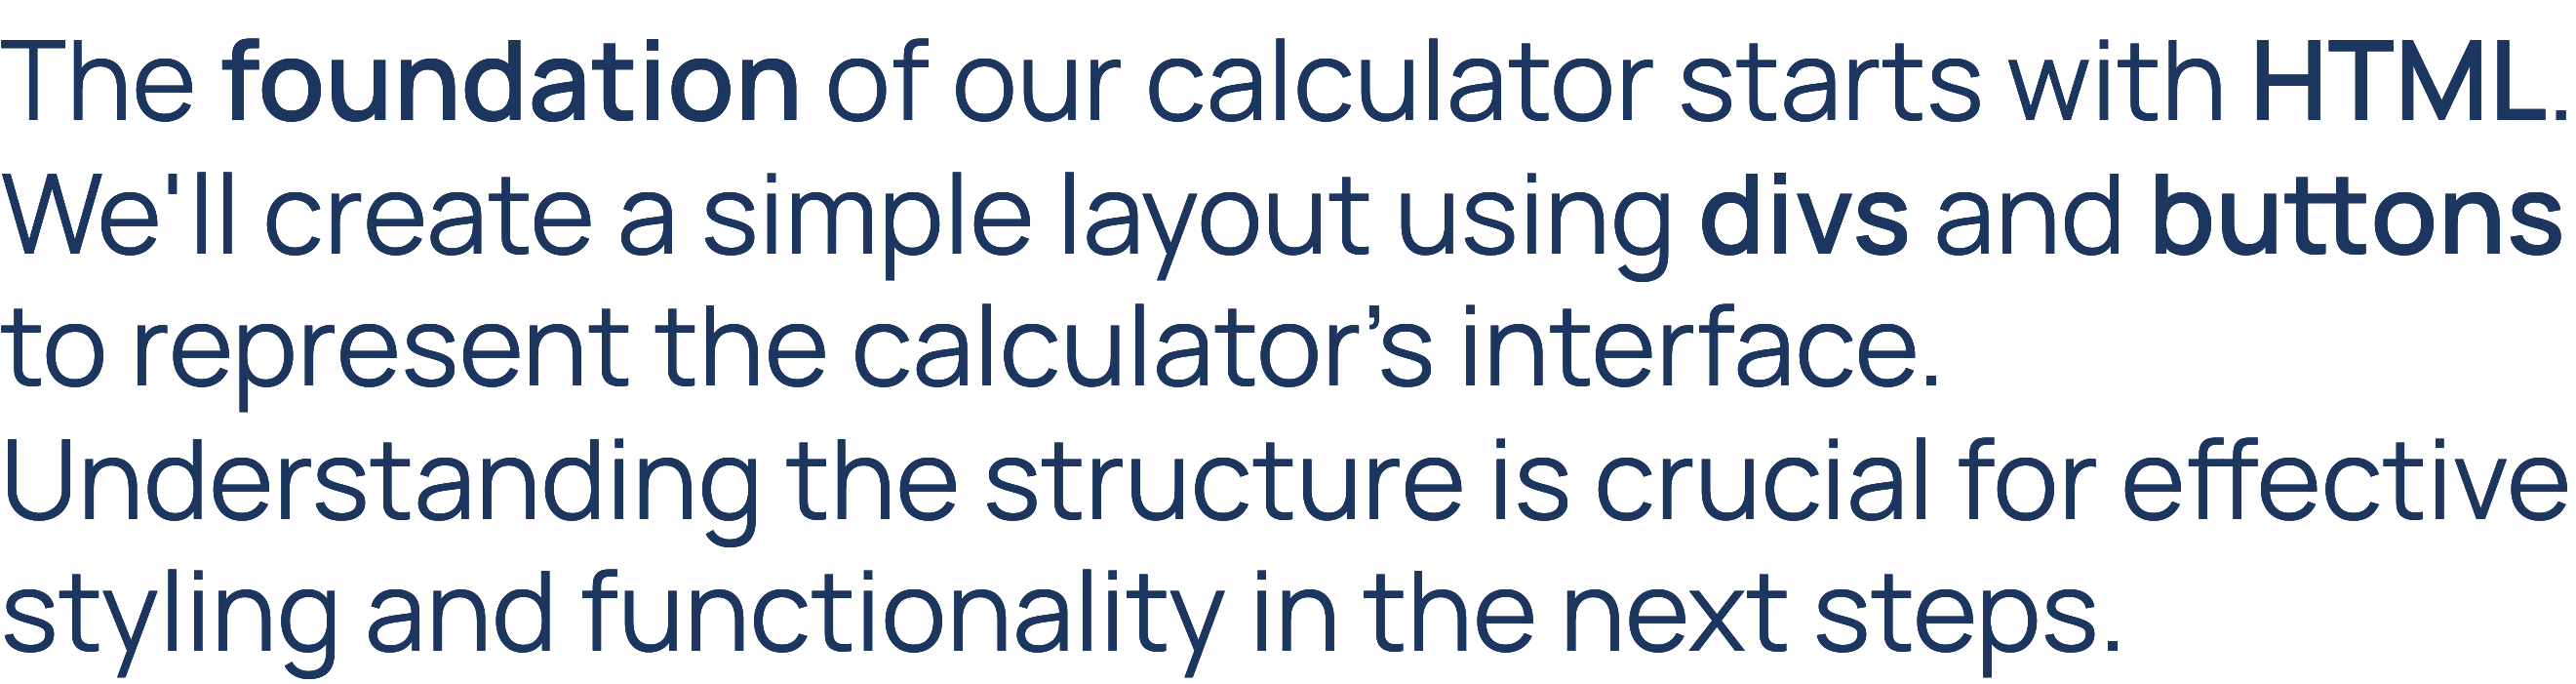 The foundation of our calculator starts with HTML.
We'll create a simple layout using divs and buttons
to represent the calculator’s interface.
Understanding the structure is crucial for effective
styling and functionality in the next steps.